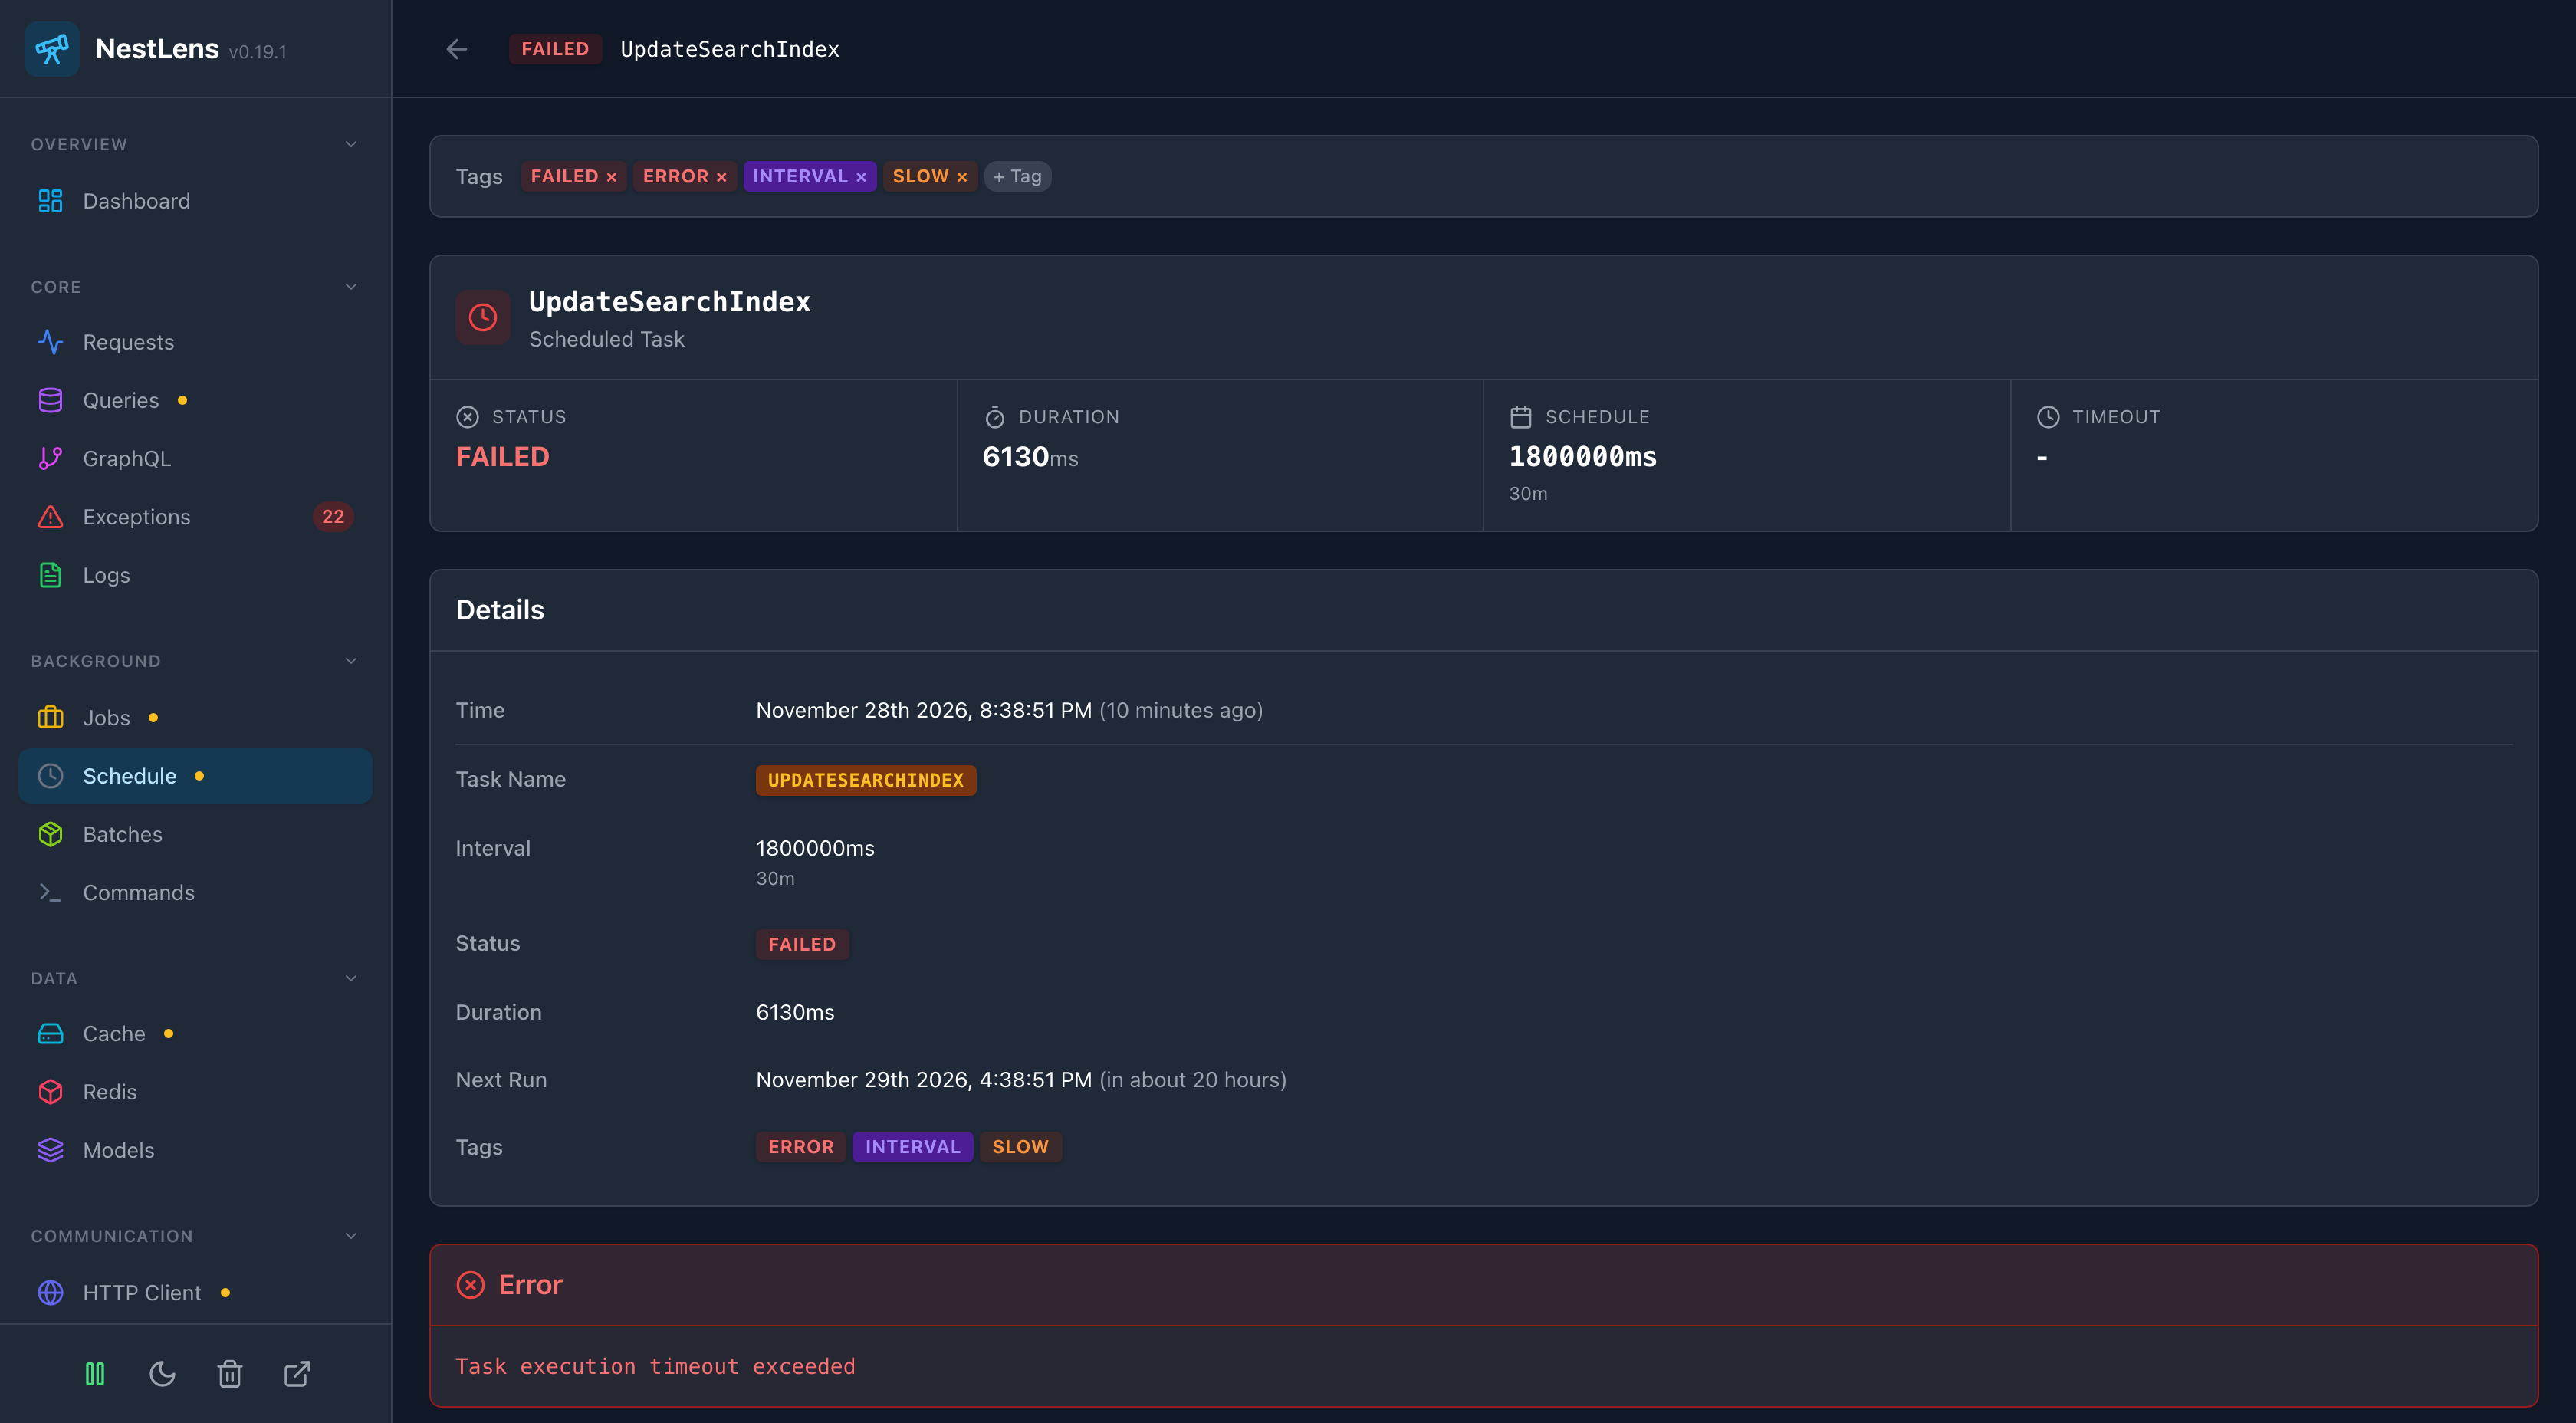 NestLens v0.19.1
OVERVIEW
Dashboard
CORE
Requests
Queries
GraphQL
Exceptions 22
Logs
BACKGROUND
Jobs
Schedule
Batches
Commands
DATA
Cache
Redis
Models
COMMUNICATION
HTTP Client
FAILED UpdateSearchIndex
Tags FAILED × ERROR × INTERVAL × SLOW × + Tag
UpdateSearchIndex
Scheduled Task
STATUS
FAILED
DURATION
6130ms
SCHEDULE
1800000ms
30m
TIMEOUT
-
Details
Time November 28th 2026, 8:38:51 PM (10 minutes ago)
Task Name UPDATESEARCHINDEX
Interval 1800000ms
30m
Status FAILED
Duration 6130ms
Next Run November 29th 2026, 4:38:51 PM (in about 20 hours)
Tags ERROR INTERVAL SLOW
Error
Task execution timeout exceeded